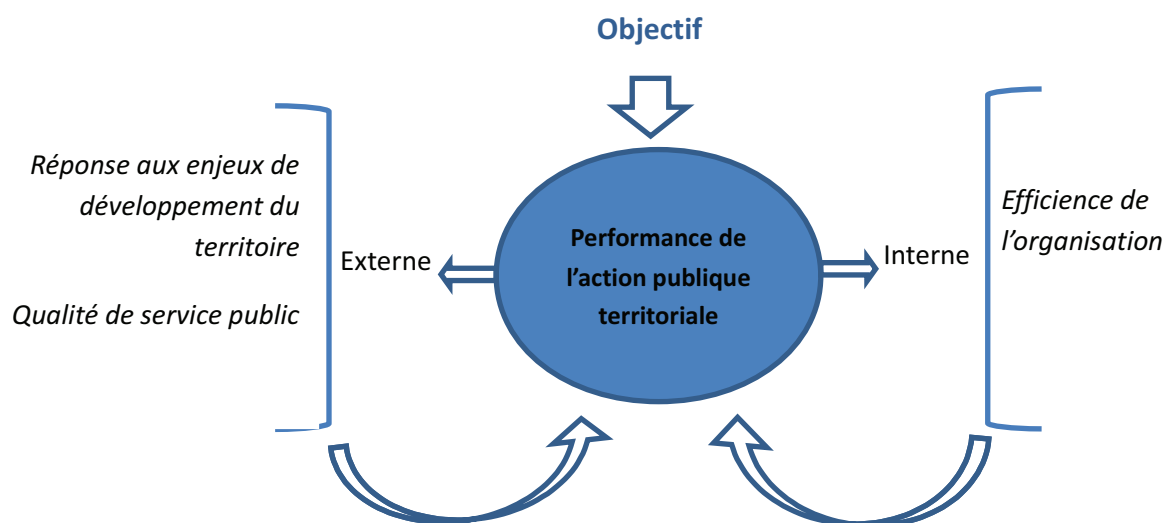 Objectif
Réponse aux enjeux de
développement du
territoire
Qualité de service public
Externe
Performance de
l’action publique
territoriale
Interne
Efficience de
l’organisation